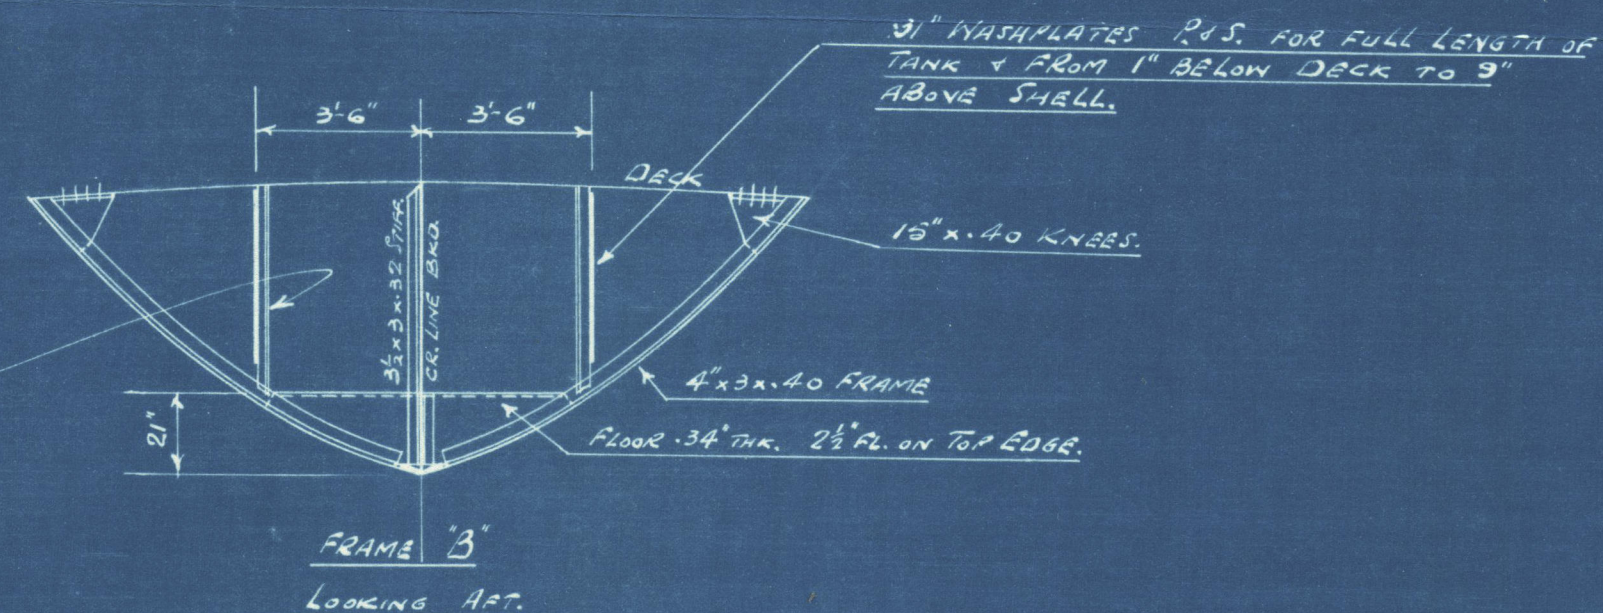 .31" WASHPLATES P.&S. FOR FULL LENGTH OF
TANK & FROM 1" BELOW DECK TO 9"
ABOVE SHELL.
3'-6" 3'-6"
DECK
15" x .40 KNEES.
3½ x 3 x .32 STIFF.
CR. LINE BKD.
4" x 3 x .40 FRAME
21"
FLOOR .34" THK. 2½" FL. ON TOP EDGE.
FRAME "B"
LOOKING AFT.